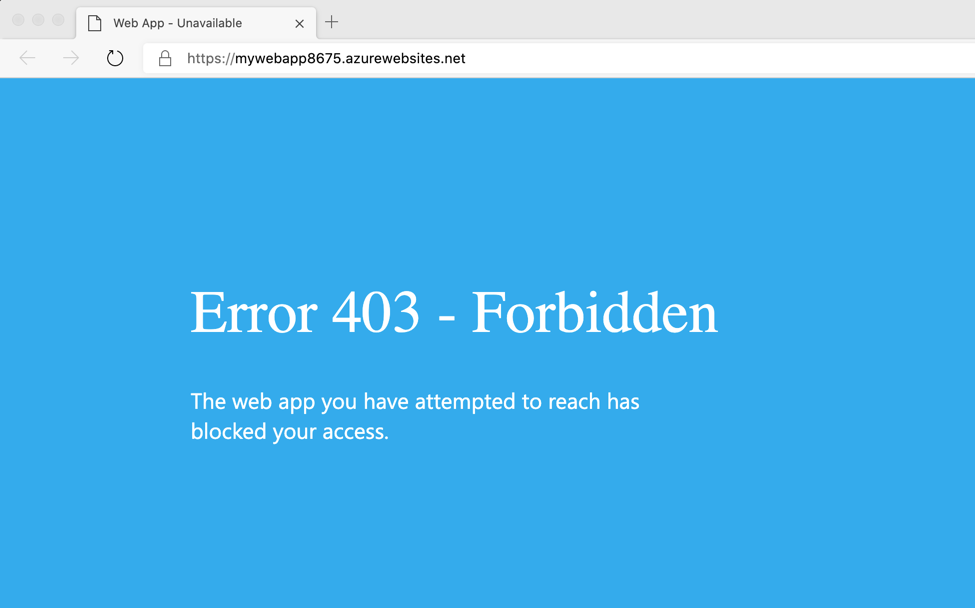 Web App - Unavailable
https://mywebapp8675.azurewebsites.net
Error 403 - Forbidden
The web app you have attempted to reach has
blocked your access.